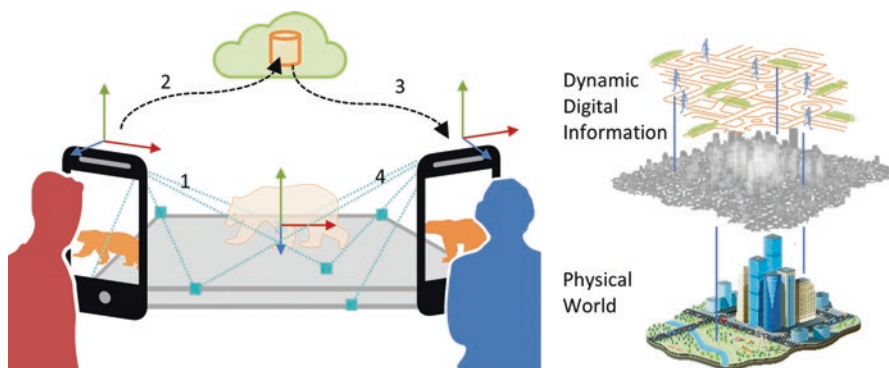 2
3
1
4
Dynamic
Digital
Information
Physical
World